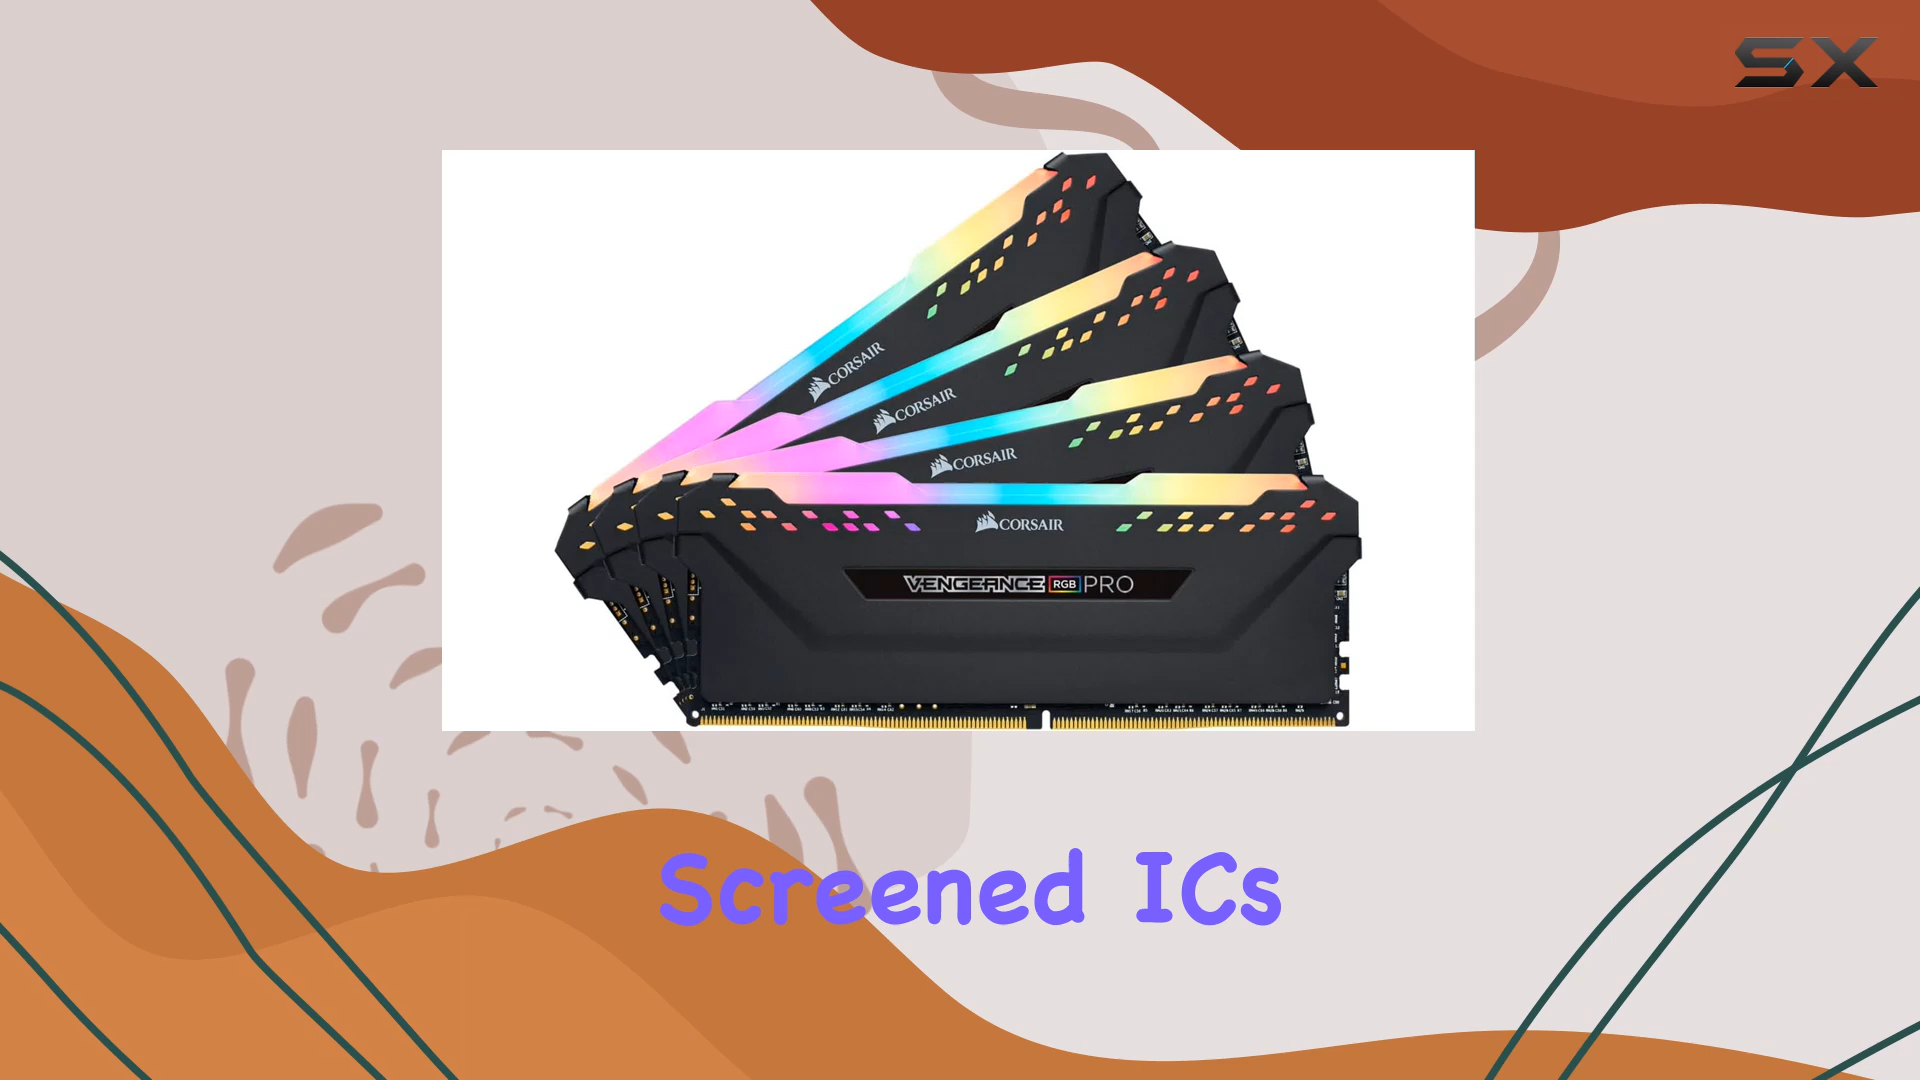 SX
CORSAIR
CORSAIR
CORSAIR
CORSAIR
VENGEANCE RGB PRO
Screened ICs